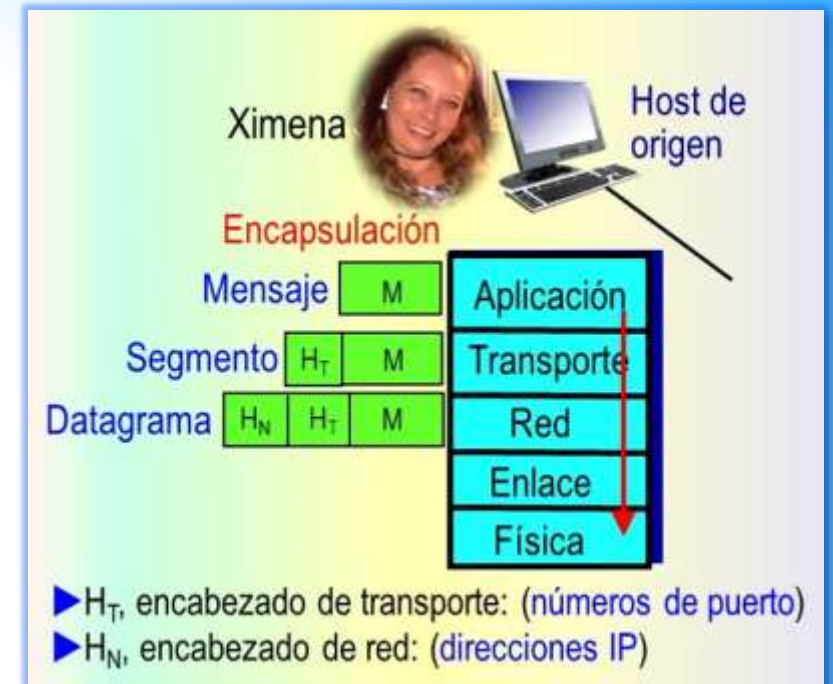 Ximena
Host de
origen
Encapsulación
Mensaje M Aplicación
Segmento HT M Transporte
Datagrama HN HT M Red
Enlace
Física
▶HT, encabezado de transporte: (números de puerto)
▶HN, encabezado de red: (direcciones IP)